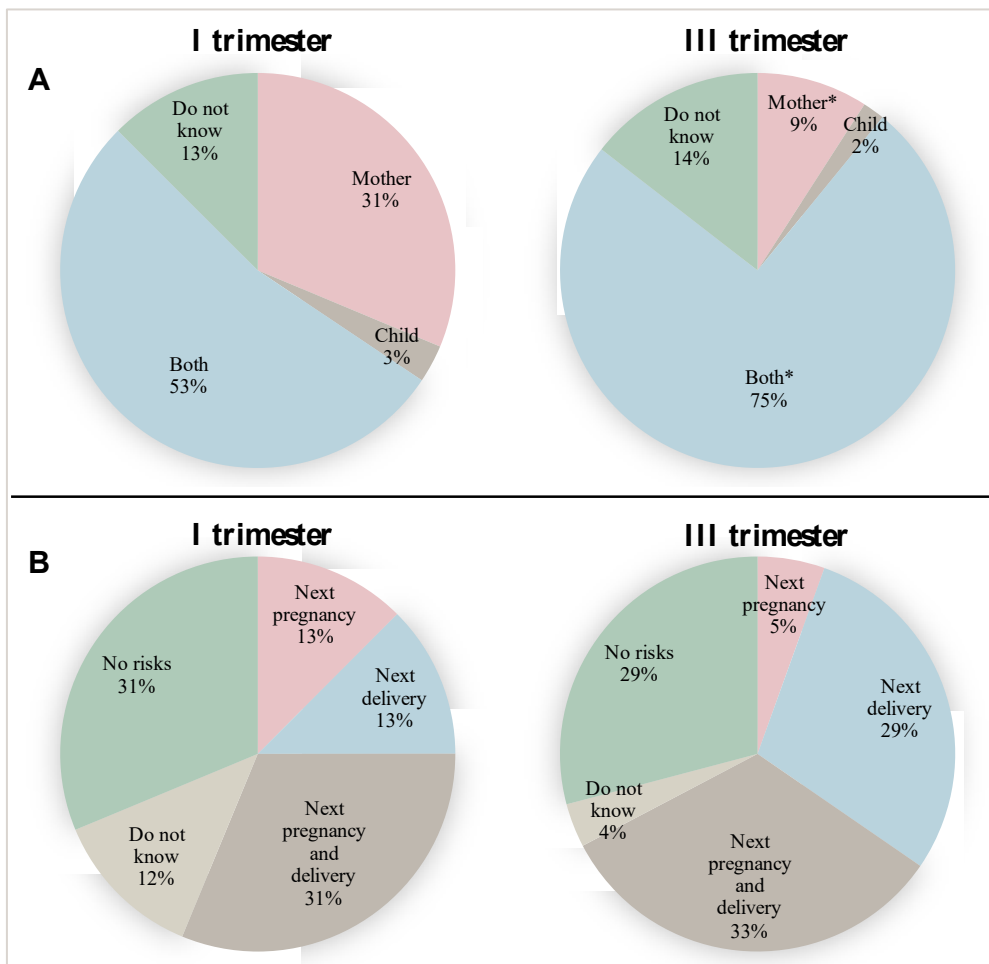 I trimester
III trimester
A
Do not
know
13%
Mother
31%
Child
3%
Both
53%
Do not
know
14%
Mother*
9%
Child
2%
Both*
75%
I trimester
III trimester
B
Next
pregnancy
13%
Next
delivery
13%
No risks
31%
Do not
know
12%
Next
pregnancy
and
delivery
31%
Next
pregnancy
5%
No risks
29%
Next
delivery
29%
Do not
know
4%
Next
pregnancy
and
delivery
33%